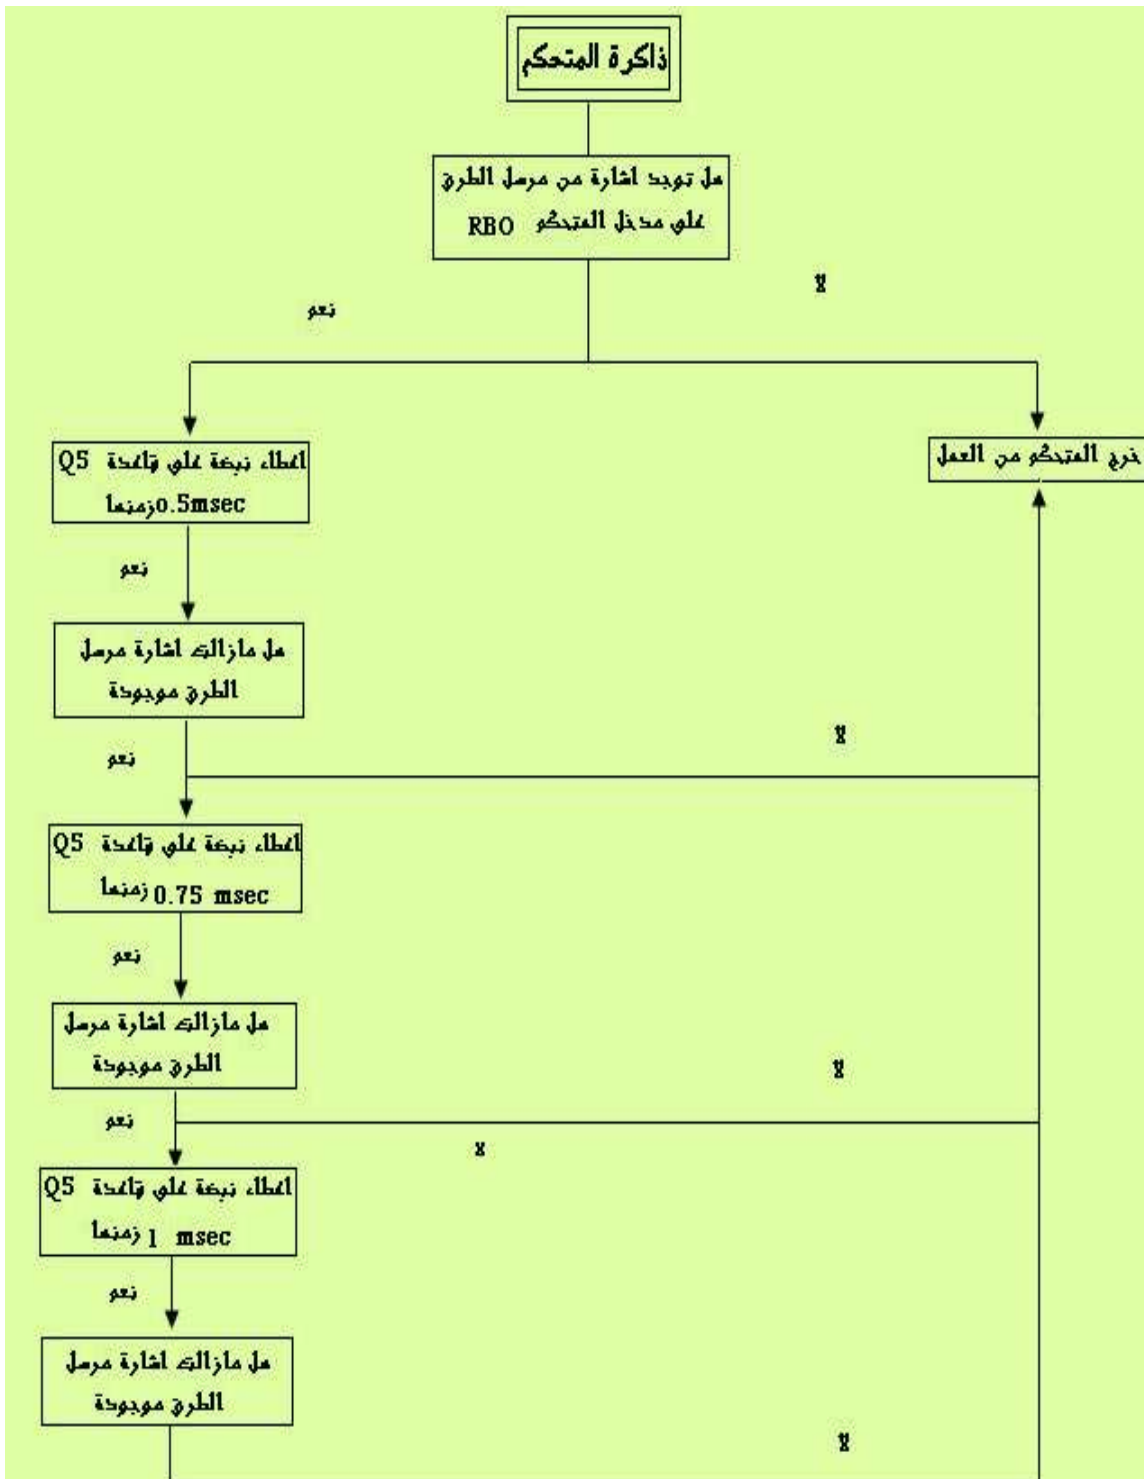 ذاكرة المتحكم
هل توجد اشارة من مرسل الطرق
على مدخل المتحكم RBO
لا
نعم
اعطاء نبضة على قاعدة Q5
زمنها 0.5msec
خرج المتحكم من العمل
نعم
هل مازالت اشارة مرسل
الطرق موجودة
لا
نعم
اعطاء نبضة على قاعدة Q5
زمنها 0.75 msec
نعم
هل مازالت اشارة مرسل
الطرق موجودة
لا
نعم
لا
اعطاء نبضة على قاعدة Q5
زمنها 1 msec
نعم
هل مازالت اشارة مرسل
الطرق موجودة
لا